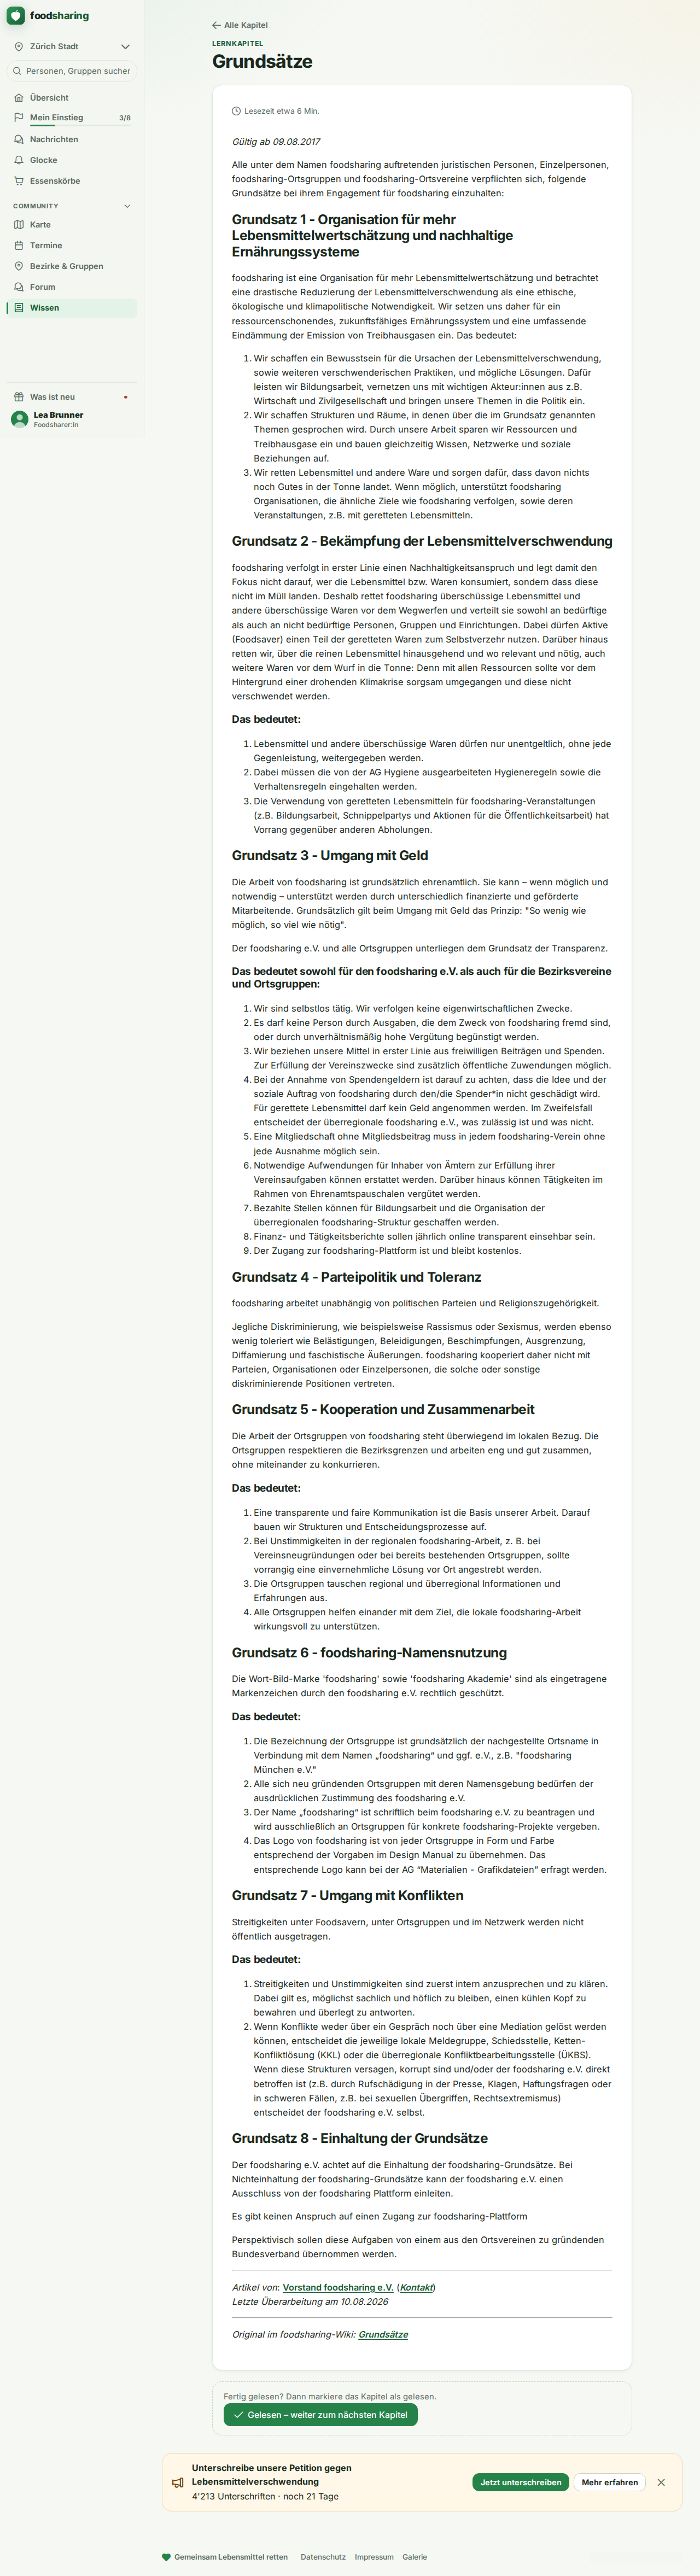 foodsharing
Zürich Stadt
Personen, Gruppen suchen
Übersicht
Mein Einstieg 3/8
Nachrichten
Glocke
Essenskörbe
COMMUNITY
Karte
Termine
Bezirke & Gruppen
Forum
Wissen
Was ist neu
Lea Brunner
Foodsharer:in
Alle Kapitel
LERNKAPITEL
Grundsätze
Lesezeit etwa 6 Min.
Gültig ab 09.08.2017
Alle unter dem Namen foodsharing auftretenden juristischen Personen, Einzelpersonen,
foodsharing-Ortsgruppen und foodsharing-Ortsvereine verpflichten sich, folgende
Grundsätze bei ihrem Engagement für foodsharing einzuhalten:
Grundsatz 1 - Organisation für mehr
Lebensmittelwertschätzung und nachhaltige
Ernährungssysteme
foodsharing ist eine Organisation für mehr Lebensmittelwertschätzung und betrachtet
eine drastische Reduzierung der Lebensmittelverschwendung als eine ethische,
ökologische und klimapolitische Notwendigkeit. Wir setzen uns daher für ein
ressourcenschonendes, zukunftsfähiges Ernährungssystem und eine umfassende
Eindämmung der Emission von Treibhausgasen ein. Das bedeutet:
1. Wir schaffen ein Bewusstsein für die Ursachen der Lebensmittelverschwendung,
sowie weiteren verschwenderischen Praktiken, und mögliche Lösungen. Dafür
leisten wir Bildungsarbeit, vernetzen uns mit wichtigen Akteur:innen aus z.B.
Wirtschaft und Zivilgesellschaft und bringen unsere Themen in die Politik ein.
2. Wir schaffen Strukturen und Räume, in denen über die im Grundsatz genannten
Themen gesprochen wird. Durch unsere Arbeit sparen wir Ressourcen und
Treibhausgase ein und bauen gleichzeitig Wissen, Netzwerke und soziale
Beziehungen auf.
3. Wir retten Lebensmittel und andere Ware und sorgen dafür, dass davon nichts
noch Gutes in der Tonne landet. Wenn möglich, unterstützt foodsharing
Organisationen, die ähnliche Ziele wie foodsharing verfolgen, sowie deren
Veranstaltungen, z.B. mit geretteten Lebensmitteln.
Grundsatz 2 - Bekämpfung der Lebensmittelverschwendung
foodsharing verfolgt in erster Linie einen Nachhaltigkeitsanspruch und legt damit den
Fokus nicht darauf, wer die Lebensmittel bzw. Waren konsumiert, sondern dass diese
nicht im Müll landen. Deshalb rettet foodsharing überschüssige Lebensmittel und
andere überschüssige Waren vor dem Wegwerfen und verteilt sie sowohl an bedürftige
als auch an nicht bedürftige Personen, Gruppen und Einrichtungen. Dabei dürfen Aktive
(Foodsaver) einen Teil der geretteten Waren zum Selbstverzehr nutzen. Darüber hinaus
retten wir, über die reinen Lebensmittel hinausgehend und wo relevant und nötig, auch
weitere Waren vor dem Wurf in die Tonne: Denn mit allen Ressourcen sollte vor dem
Hintergrund einer drohenden Klimakrise sorgsam umgegangen und diese nicht
verschwendet werden.
Das bedeutet:
1. Lebensmittel und andere überschüssige Waren dürfen nur unentgeltlich, ohne jede
Gegenleistung, weitergegeben werden.
2. Dabei müssen die von der AG Hygiene ausgearbeiteten Hygieneregeln sowie die
Verhaltensregeln eingehalten werden.
3. Die Verwendung von geretteten Lebensmitteln für foodsharing-Veranstaltungen
(z.B. Bildungsarbeit, Schnippelpartys und Aktionen für die Öffentlichkeitsarbeit) hat
Vorrang gegenüber anderen Abholungen.
Grundsatz 3 - Umgang mit Geld
Die Arbeit von foodsharing ist grundsätzlich ehrenamtlich. Sie kann – wenn möglich und
notwendig – unterstützt werden durch unterschiedlich finanzierte und geförderte
Mitarbeitende. Grundsätzlich gilt beim Umgang mit Geld das Prinzip: "So wenig wie
möglich, so viel wie nötig".
Der foodsharing e.V. und alle Ortsgruppen unterliegen dem Grundsatz der Transparenz.
Das bedeutet sowohl für den foodsharing e.V. als auch für die Bezirksvereine
und Ortsgruppen:
1. Wir sind selbstlos tätig. Wir verfolgen keine eigenwirtschaftlichen Zwecke.
2. Es darf keine Person durch Ausgaben, die dem Zweck von foodsharing fremd sind,
oder durch unverhältnismäßig hohe Vergütung begünstigt werden.
3. Wir beziehen unsere Mittel in erster Linie aus freiwilligen Beiträgen und Spenden.
Zur Erfüllung der Vereinszwecke sind zusätzlich öffentliche Zuwendungen möglich.
4. Bei der Annahme von Spendengeldern ist darauf zu achten, dass die Idee und der
soziale Auftrag von foodsharing durch den/die Spender*in nicht geschädigt wird.
Für gerettete Lebensmittel darf kein Geld angenommen werden. Im Zweifelsfall
entscheidet der überregionale foodsharing e.V., was zulässig ist und was nicht.
5. Eine Mitgliedschaft ohne Mitgliedsbeitrag muss in jedem foodsharing-Verein ohne
jede Ausnahme möglich sein.
6. Notwendige Aufwendungen für Inhaber von Ämtern zur Erfüllung ihrer
Vereinsaufgaben können erstattet werden. Darüber hinaus können Tätigkeiten im
Rahmen von Ehrenamtspauschalen vergütet werden.
7. Bezahlte Stellen können für Bildungsarbeit und die Organisation der
überregionalen foodsharing-Struktur geschaffen werden.
8. Finanz- und Tätigkeitsberichte sollen jährlich online transparent einsehbar sein.
9. Der Zugang zur foodsharing-Plattform ist und bleibt kostenlos.
Grundsatz 4 - Parteipolitik und Toleranz
foodsharing arbeitet unabhängig von politischen Parteien und Religionszugehörigkeit.
Jegliche Diskriminierung, wie beispielsweise Rassismus oder Sexismus, werden ebenso
wenig toleriert wie Belästigungen, Beleidigungen, Beschimpfungen, Ausgrenzung,
Diffamierung und faschistische Äußerungen. foodsharing kooperiert daher nicht mit
Parteien, Organisationen oder Einzelpersonen, die solche oder sonstige
diskriminierende Positionen vertreten.
Grundsatz 5 - Kooperation und Zusammenarbeit
Die Arbeit der Ortsgruppen von foodsharing steht überwiegend im lokalen Bezug. Die
Ortsgruppen respektieren die Bezirksgrenzen und arbeiten eng und gut zusammen,
ohne miteinander zu konkurrieren.
Das bedeutet:
1. Eine transparente und faire Kommunikation ist die Basis unserer Arbeit. Darauf
bauen wir Strukturen und Entscheidungsprozesse auf.
2. Bei Unstimmigkeiten in der regionalen foodsharing-Arbeit, z. B. bei
Vereinsneugründungen oder bei bereits bestehenden Ortsgruppen, sollte
vorrangig eine einvernehmliche Lösung vor Ort angestrebt werden.
3. Die Ortsgruppen tauschen regional und überregional Informationen und
Erfahrungen aus.
4. Alle Ortsgruppen helfen einander mit dem Ziel, die lokale foodsharing-Arbeit
wirkungsvoll zu unterstützen.
Grundsatz 6 - foodsharing-Namensnutzung
Die Wort-Bild-Marke 'foodsharing' sowie 'foodsharing Akademie' sind als eingetragene
Markenzeichen durch den foodsharing e.V. rechtlich geschützt.
Das bedeutet:
1. Die Bezeichnung der Ortsgruppe ist grundsätzlich der nachgestellte Ortsname in
Verbindung mit dem Namen „foodsharing“ und ggf. e.V., z.B. "foodsharing
München e.V."
2. Alle sich neu gründenden Ortsgruppen mit deren Namensgebung bedürfen der
ausdrücklichen Zustimmung des foodsharing e.V.
3. Der Name „foodsharing“ ist schriftlich beim foodsharing e.V. zu beantragen und
wird ausschließlich an Ortsgruppen für konkrete foodsharing-Projekte vergeben.
4. Das Logo von foodsharing ist von jeder Ortsgruppe in Form und Farbe
entsprechend der Vorgaben im Design Manual zu übernehmen. Das
entsprechende Logo kann bei der AG “Materialien - Grafikdateien” erfragt werden.
Grundsatz 7 - Umgang mit Konflikten
Streitigkeiten unter Foodsavern, unter Ortsgruppen und im Netzwerk werden nicht
öffentlich ausgetragen.
Das bedeutet:
1. Streitigkeiten und Unstimmigkeiten sind zuerst intern anzusprechen und zu klären.
Dabei gilt es, möglichst sachlich und höflich zu bleiben, einen kühlen Kopf zu
bewahren und überlegt zu antworten.
2. Wenn Konflikte weder über ein Gespräch noch über eine Mediation gelöst werden
können, entscheidet die jeweilige lokale Meldegruppe, Schiedsstelle, Ketten-
Konfliktlösung (KKL) oder die überregionale Konfliktbearbeitungsstelle (ÜKBS).
Wenn diese Strukturen versagen, korrupt sind und/oder der foodsharing e.V. direkt
betroffen ist (z.B. durch Rufschädigung in der Presse, Klagen, Haftungsfragen oder
in schweren Fällen, z.B. bei sexuellen Übergriffen, Rechtsextremismus)
entscheidet der foodsharing e.V. selbst.
Grundsatz 8 - Einhaltung der Grundsätze
Der foodsharing e.V. achtet auf die Einhaltung der foodsharing-Grundsätze. Bei
Nichteinhaltung der foodsharing-Grundsätze kann der foodsharing e.V. einen
Ausschluss von der foodsharing Plattform einleiten.
Es gibt keinen Anspruch auf einen Zugang zur foodsharing-Plattform
Perspektivisch sollen diese Aufgaben von einem aus den Ortsvereinen zu gründenden
Bundesverband übernommen werden.
Artikel von: Vorstand foodsharing e.V. (Kontakt)
Letzte Überarbeitung am 10.08.2026
Original im foodsharing-Wiki: Grundsätze
Fertig gelesen? Dann markiere das Kapitel als gelesen.
Gelesen – weiter zum nächsten Kapitel
Unterschreibe unsere Petition gegen
Lebensmittelverschwendung
4'213 Unterschriften · noch 21 Tage
Jetzt unterschreiben
Mehr erfahren
Gemeinsam Lebensmittel retten Datenschutz Impressum Galerie